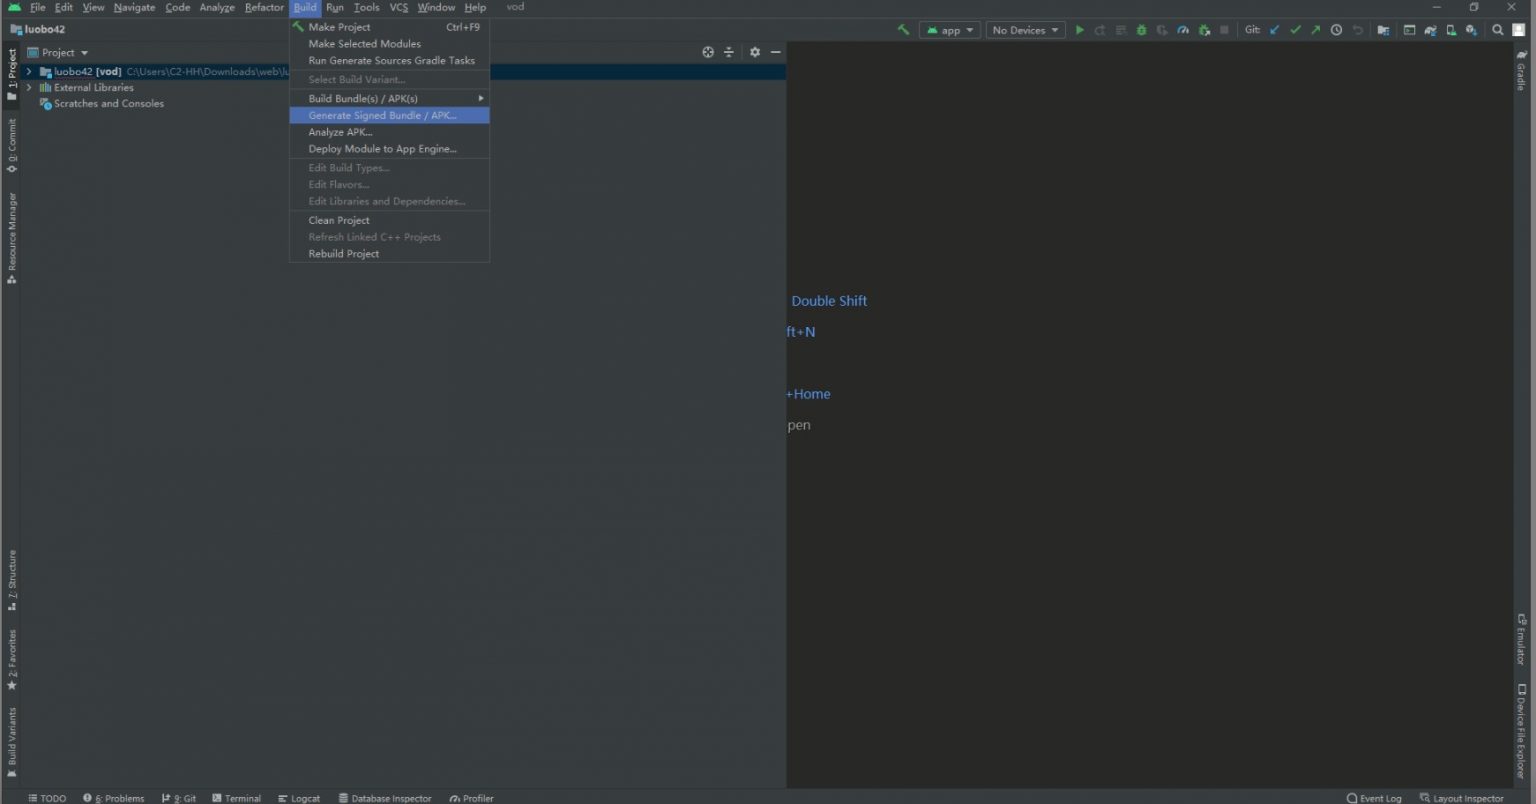 File Edit View Navigate Code Analyze Refactor Build Run Tools VCS Window Help vod
luobo42
app No Devices Git:
Project
luobo42 [vod] C:\Users\C2-HH\Downloads\web\lu
External Libraries
Scratches and Consoles
Make Project Ctrl+F9
Make Selected Modules
Run Generate Sources Gradle Tasks
Select Build Variant...
Build Bundle(s) / APK(s)
Generate Signed Bundle / APK...
Analyze APK...
Deploy Module to App Engine...
Edit Build Types...
Edit Flavors...
Edit Libraries and Dependencies...
Clean Project
Refresh Linked C++ Projects
Rebuild Project
Double Shift
ft+N
+Home
pen
1: Project
0: Commit
Resource Manager
7: Structure
2: Favorites
Build Variants
Gradle
Emulator
Device File Explorer
TODO 6: Problems 9: Git Terminal Logcat Database Inspector Profiler Event Log Layout Inspector